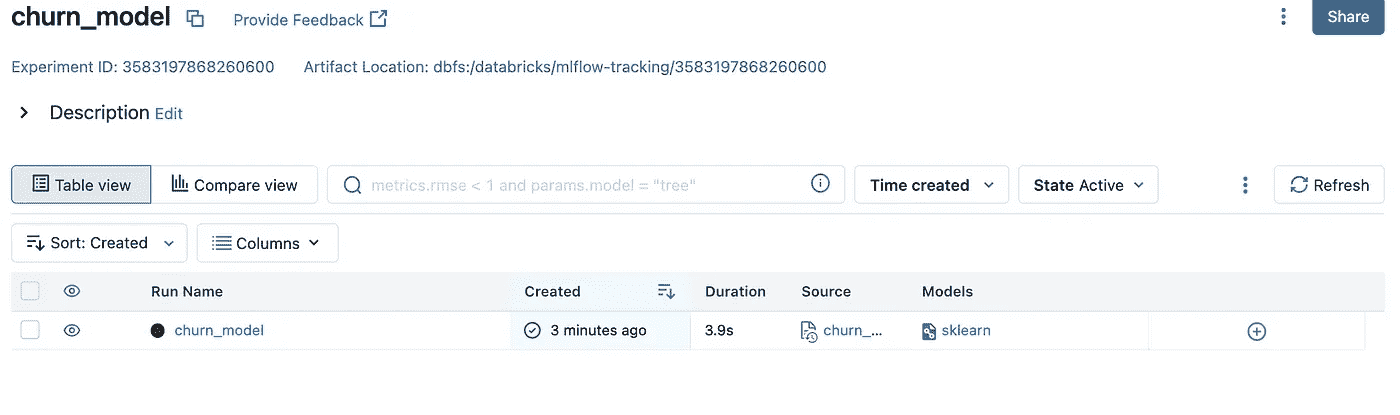 churn_model Provide Feedback Share
Experiment ID: 3583197868260600 Artifact Location: dbfs:/databricks/mlflow-tracking/3583197868260600
Description Edit
Table view Compare view metrics.rmse < 1 and params.model = "tree" Time created State Active Refresh
Sort: Created Columns
Run Name Created Duration Source Models
churn_model 3 minutes ago 3.9s churn_... sklearn